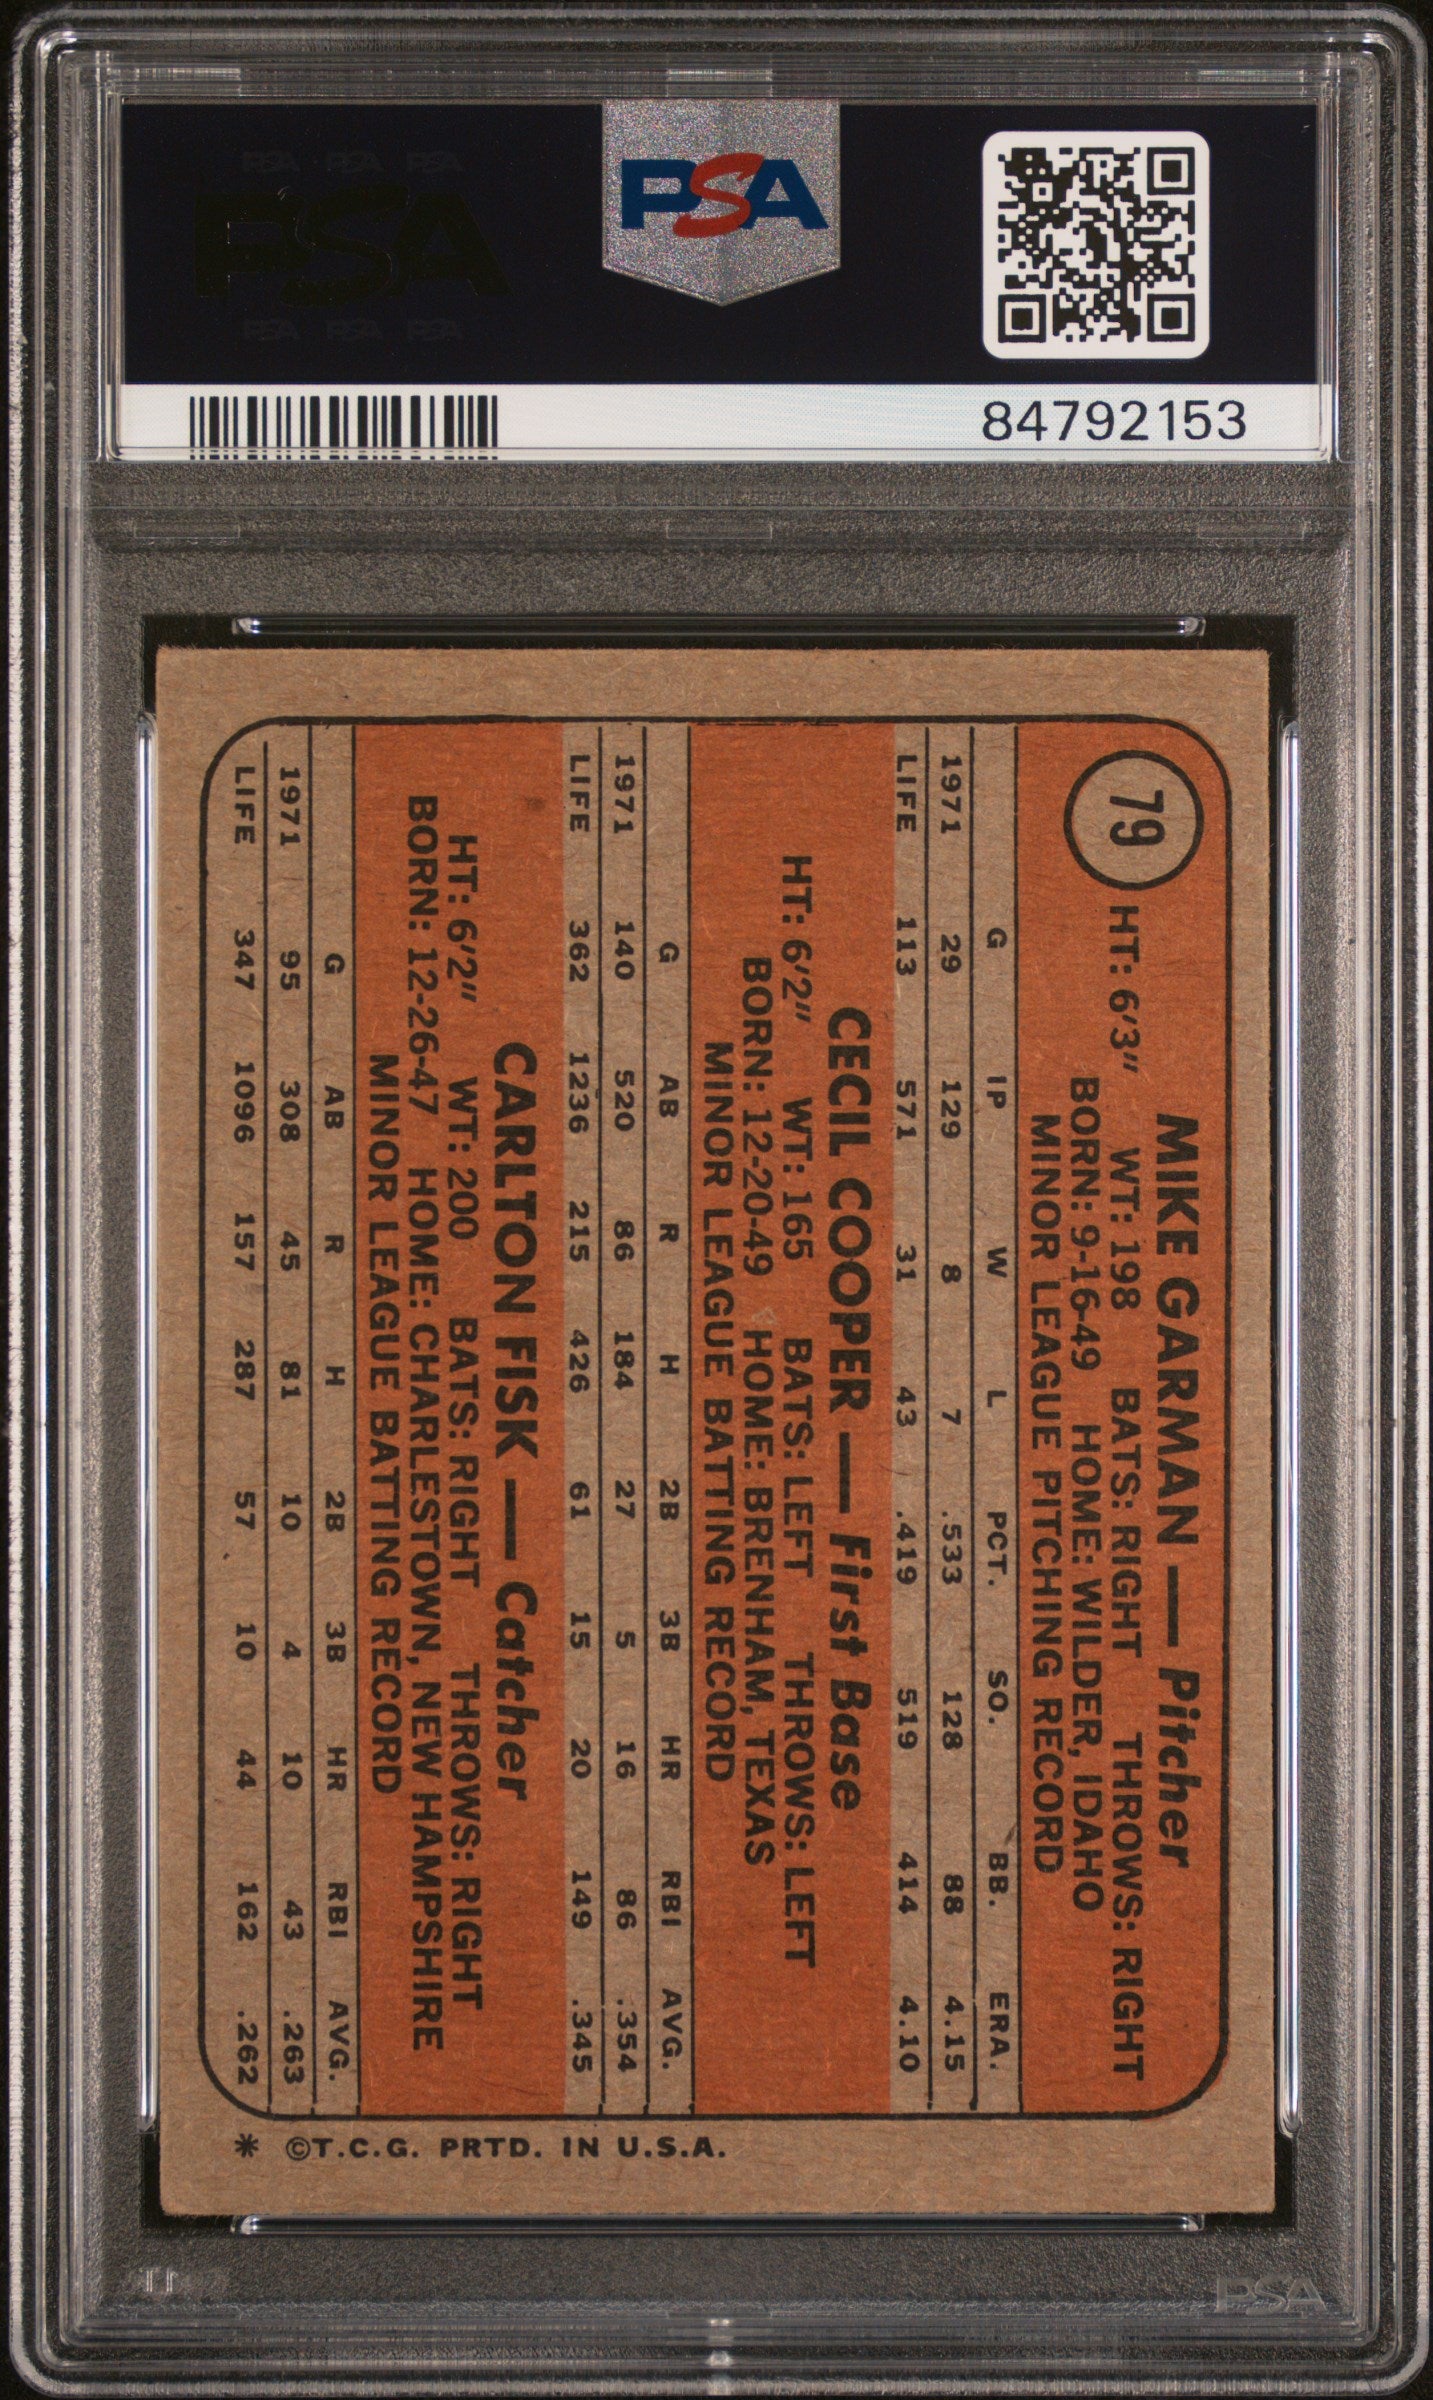 PSA PSA PSA
PSA
PSA PSA PSA
PSA
84792153
79
MIKE GARMAN — Pitcher
HT: 6'3" WT: 198 BATS: RIGHT THROWS: RIGHT
BORN: 9-16-49 HOME: WILDER, IDAHO
MINOR LEAGUE PITCHING RECORD
G IP W L PCT. SO. BB. ERA.
1971 29 129 8 7 .533 128 88 4.15
LIFE 113 571 31 43 .419 519 414 4.10
CECIL COOPER — First Base
HT: 6'2" WT: 165 BATS: LEFT THROWS: LEFT
BORN: 12-20-49 HOME: BRENHAM, TEXAS
MINOR LEAGUE BATTING RECORD
G AB R H 2B 3B HR RBI AVG.
1971 140 520 86 184 27 5 16 86 .354
LIFE 362 1236 215 426 61 15 20 149 .345
CARLTON FISK — Catcher
HT: 6'2" WT: 200 BATS: RIGHT THROWS: RIGHT
BORN: 12-26-47 HOME: CHARLESTOWN, NEW HAMPSHIRE
MINOR LEAGUE BATTING RECORD
G AB R H 2B 3B HR RBI AVG.
1971 95 308 45 81 10 4 10 43 .263
LIFE 347 1096 157 287 57 10 44 162 .262
* ©T.C.G. PRTD. IN U.S.A.
PSA